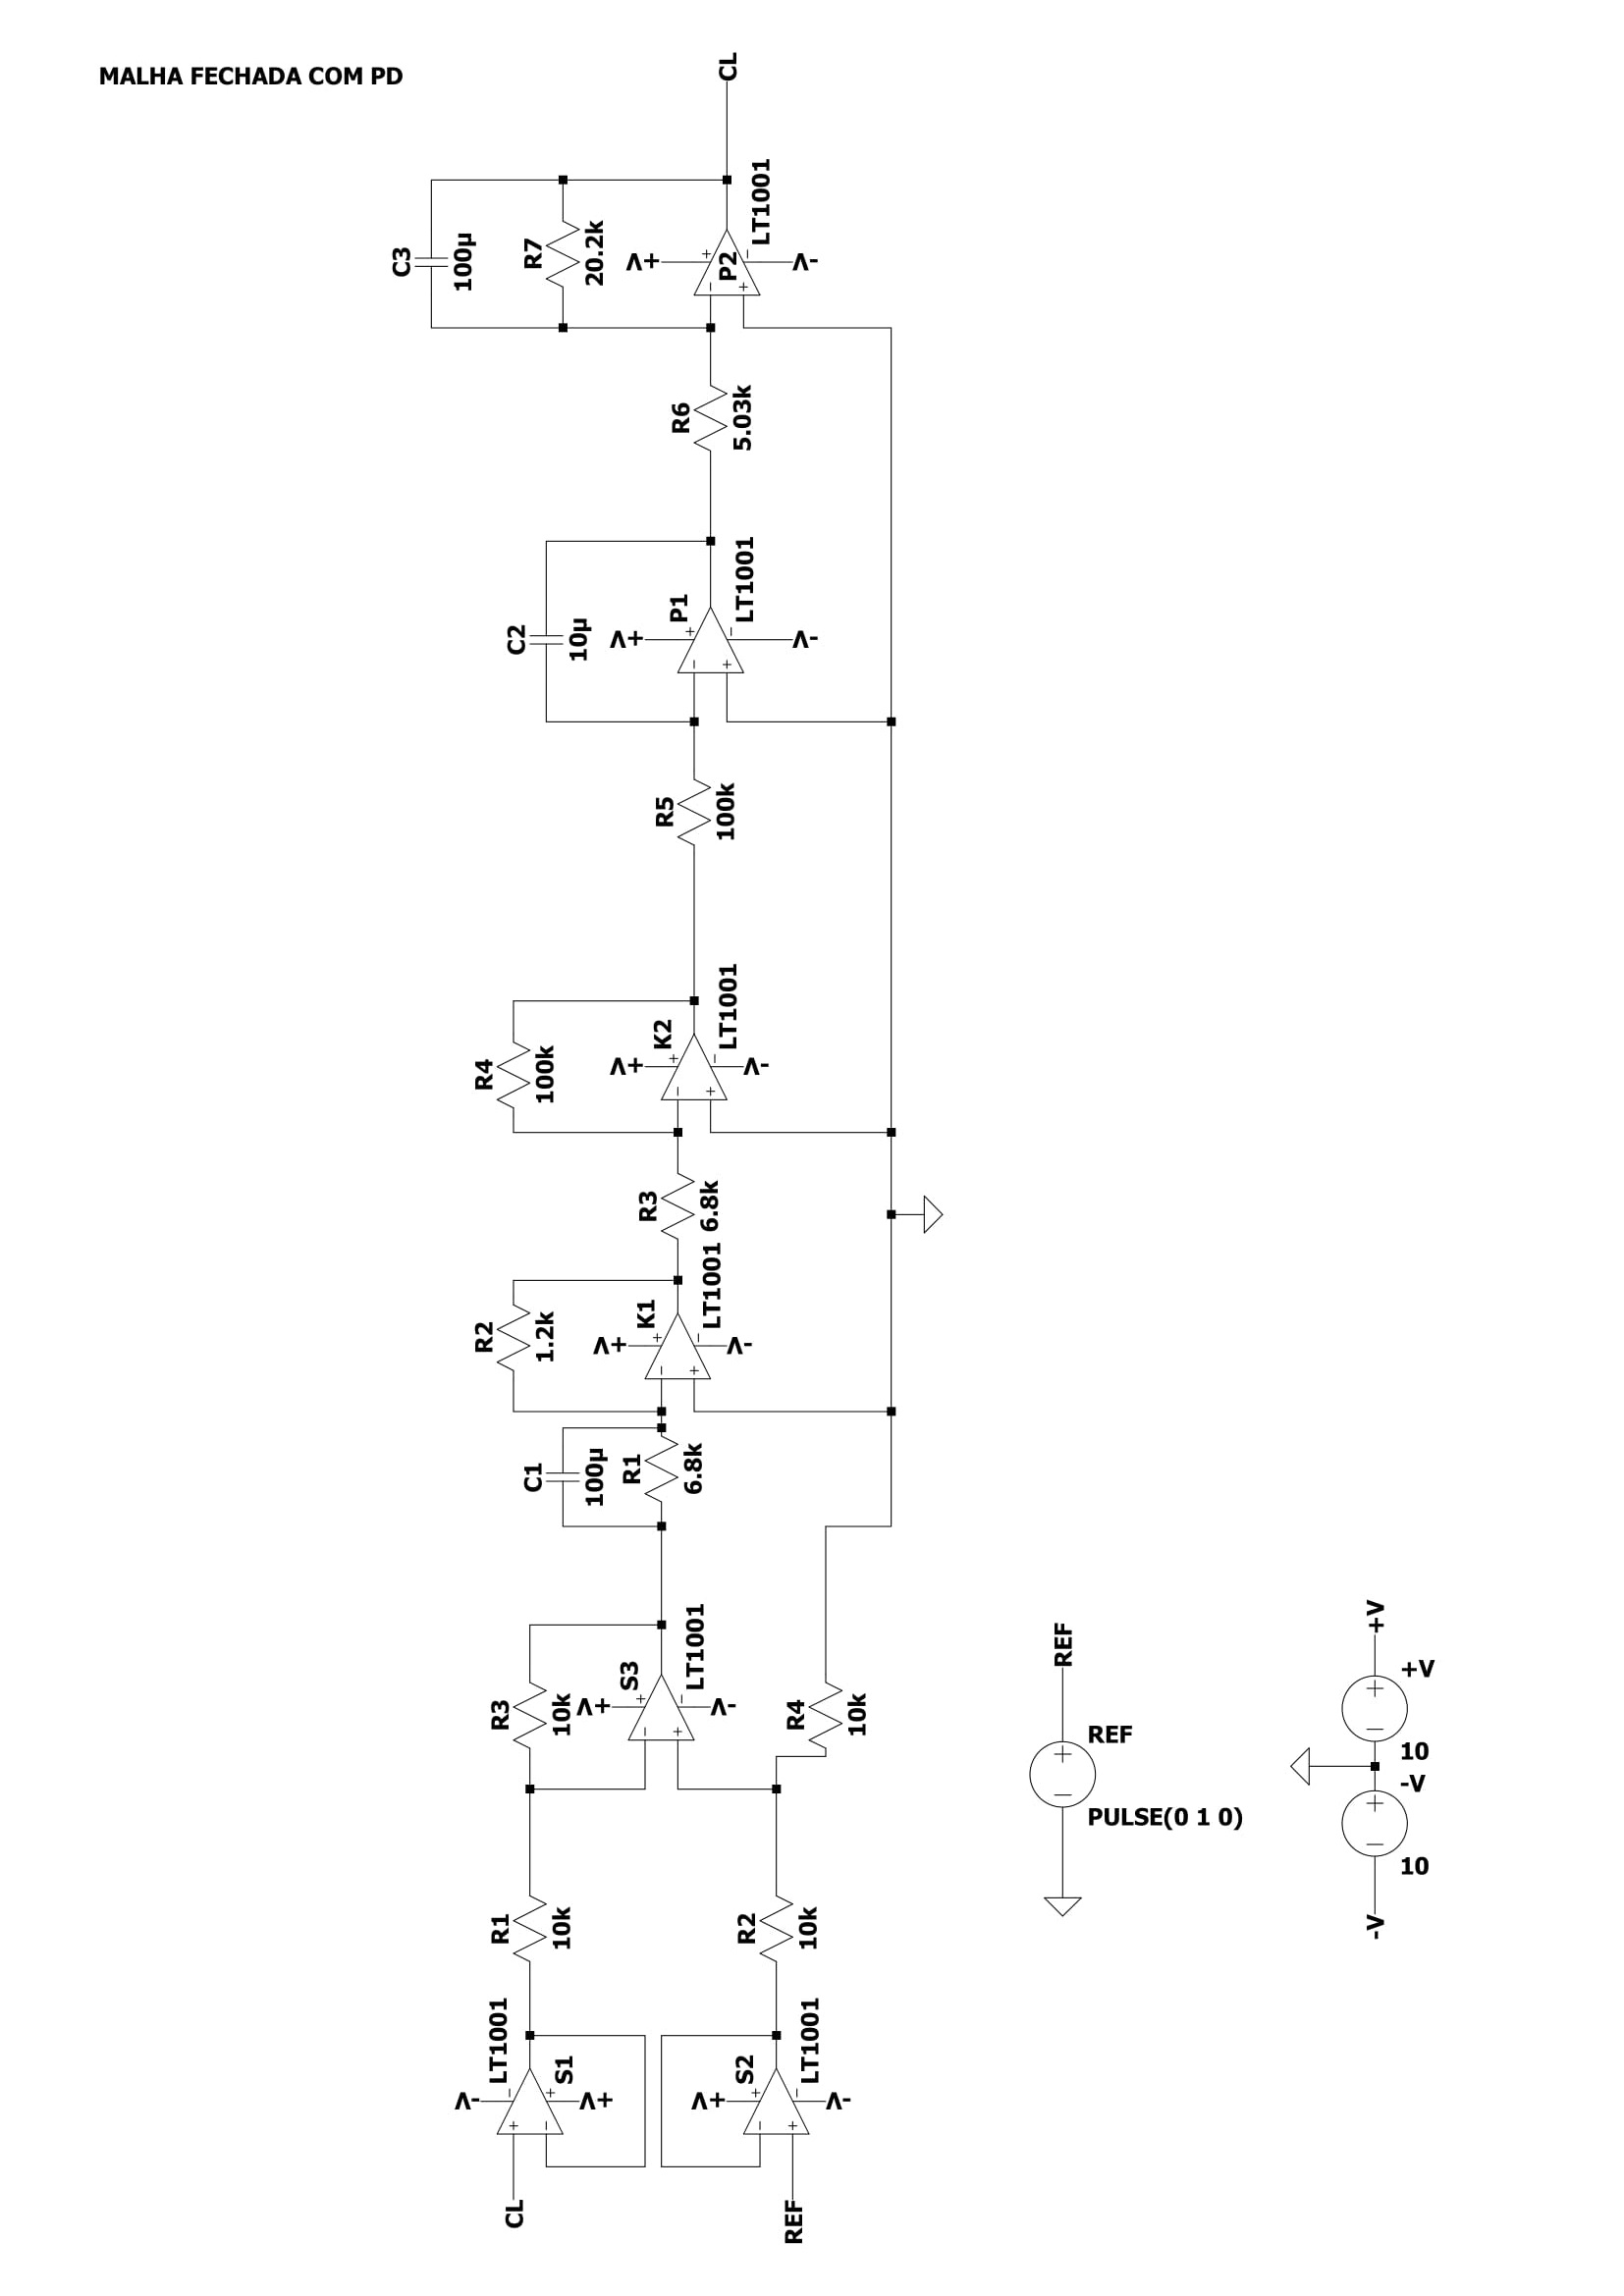 MALHA FECHADA COM PD
CL
C3
100µ
R7
20.2k
V+
P2
LT1001
V-
R6
5.03k
C2
10µ
V+
P1
LT1001
V-
R5
100k
R4
100k
V+
K2
LT1001
V-
R3
6.8k
R2
1.2k
V+
K1
LT1001
V-
C1
100µ
R1
6.8k
R3
10k
V+
S3
LT1001
V-
R4
10k
R1
10k
R2
10k
LT1001
V-
S1
V+
CL
S2
V+
LT1001
V-
REF
REF
REF
PULSE(0 1 0)
+V
+V
10
-V
10
-V